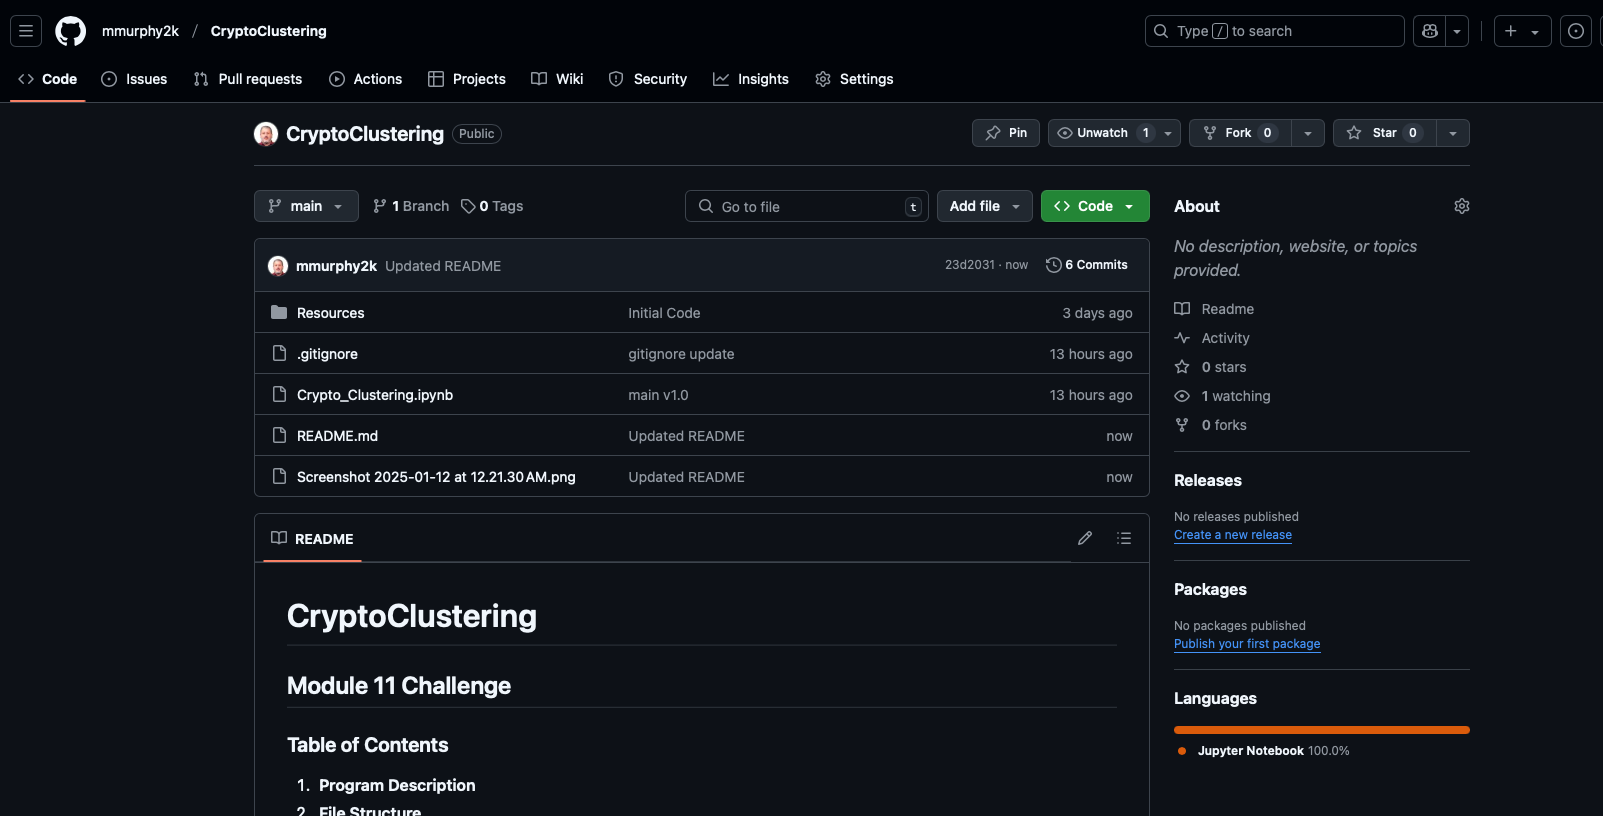 mmurphy2k / CryptoClustering
Type / to search
Code Issues Pull requests Actions Projects Wiki Security Insights Settings
CryptoClustering Public
Pin Unwatch 1 Fork 0 Star 0
main 1 Branch 0 Tags Go to file t Add file Code
mmurphy2k Updated README 23d2031 · now 6 Commits
Resources Initial Code 3 days ago
.gitignore gitignore update 13 hours ago
Crypto_Clustering.ipynb main v1.0 13 hours ago
README.md Updated README now
Screenshot 2025-01-12 at 12.21.30 AM.png Updated README now
README
CryptoClustering
Module 11 Challenge
Table of Contents
1. Program Description
2. File Structure
About
No description, website, or topics
provided.
Readme
Activity
0 stars
1 watching
0 forks
Releases
No releases published
Create a new release
Packages
No packages published
Publish your first package
Languages
Jupyter Notebook 100.0%